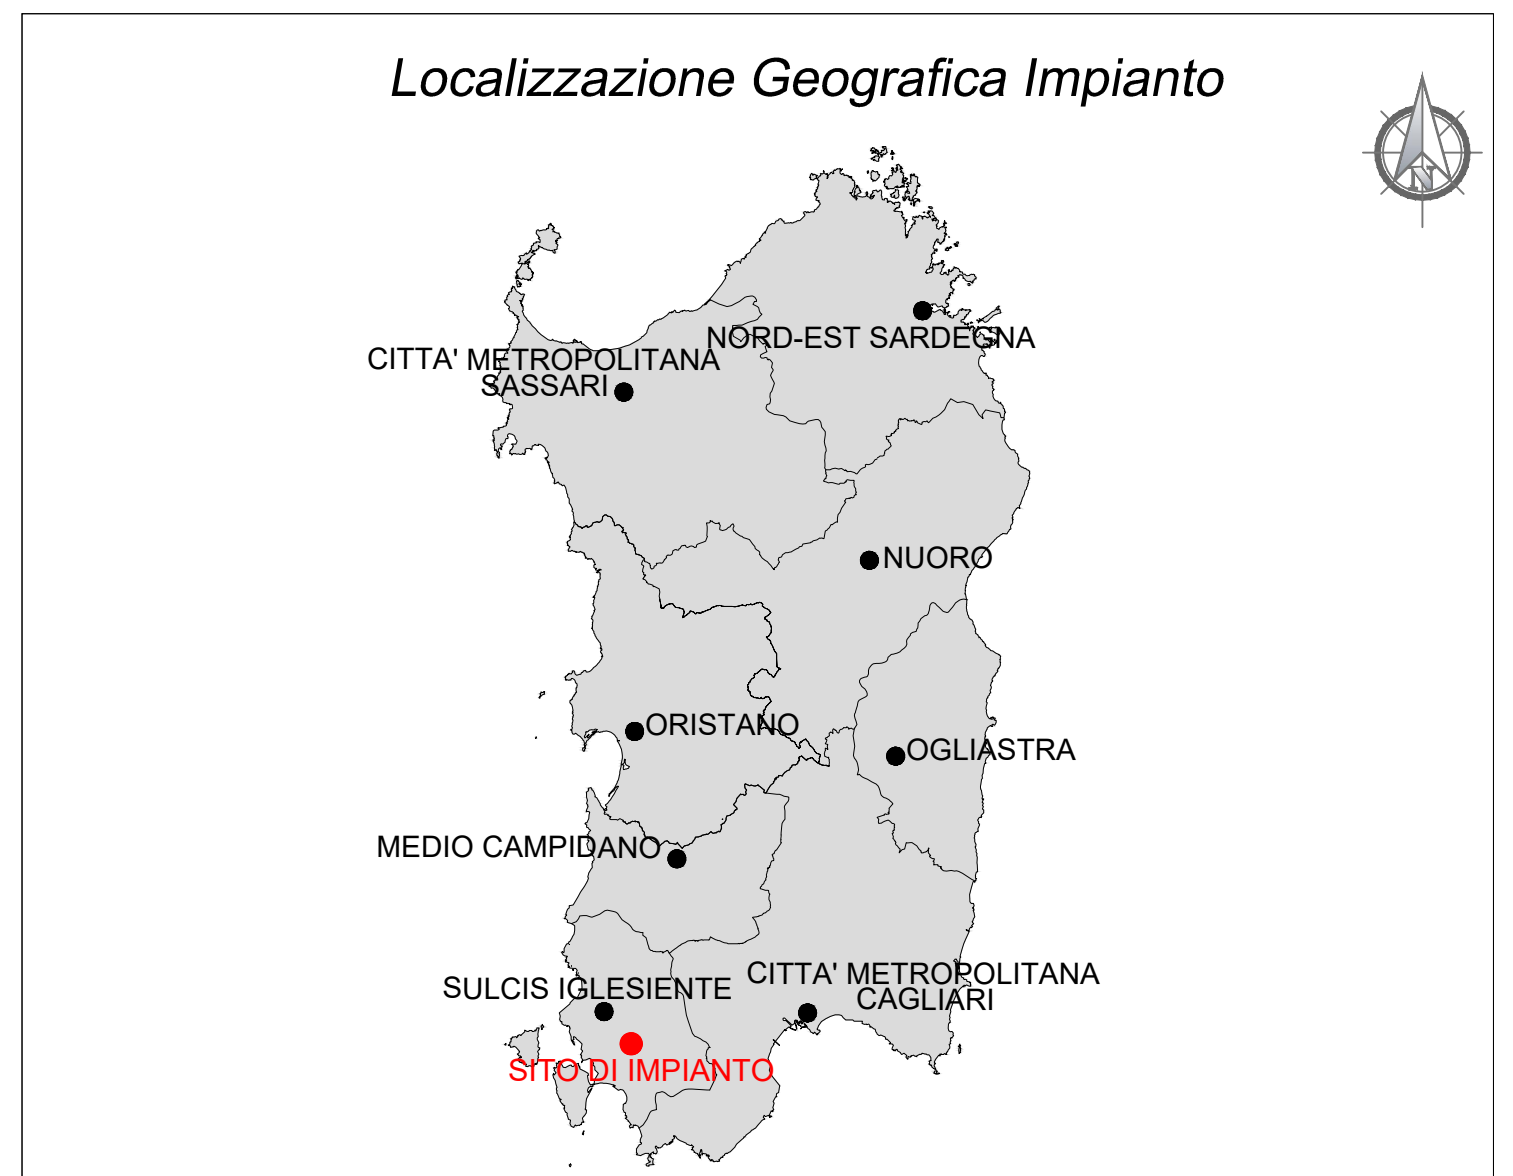 Localizzazione Geografica Impianto
N
NORD-EST SARDEGNA
CITTA' METROPOLITANA
SASSARI
NUORO
ORISTANO
OGLIASTRA
MEDIO CAMPIDANO
CITTA' METROPOLITANA
CAGLIARI
SULCIS IGLESIENTE
SITO DI IMPIANTO